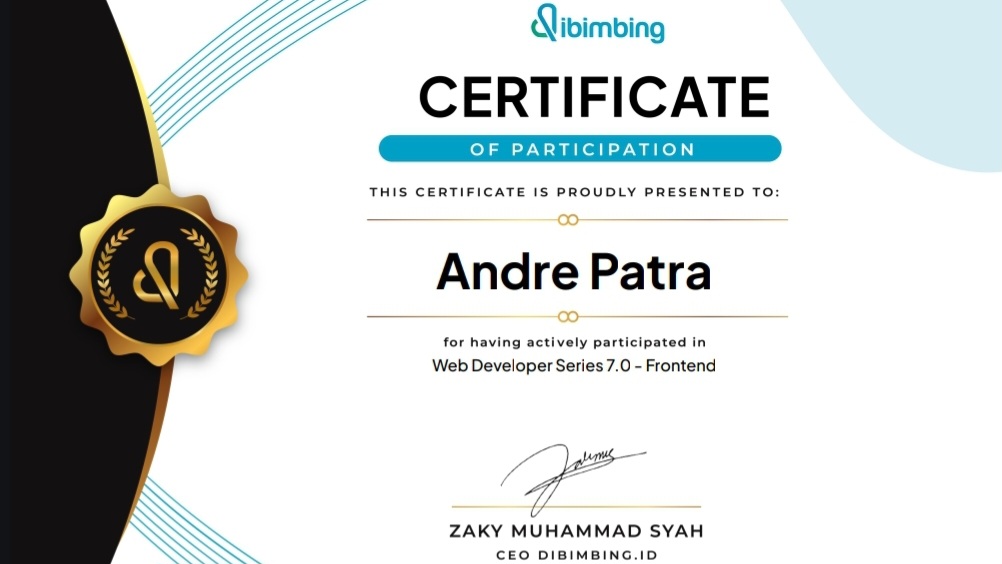 dibimbing
CERTIFICATE
OF PARTICIPATION
THIS CERTIFICATE IS PROUDLY PRESENTED TO:
Andre Patra
for having actively participated in
Web Developer Series 7.0 - Frontend
ZAKY MUHAMMAD SYAH
CEO DIBIMBING.ID